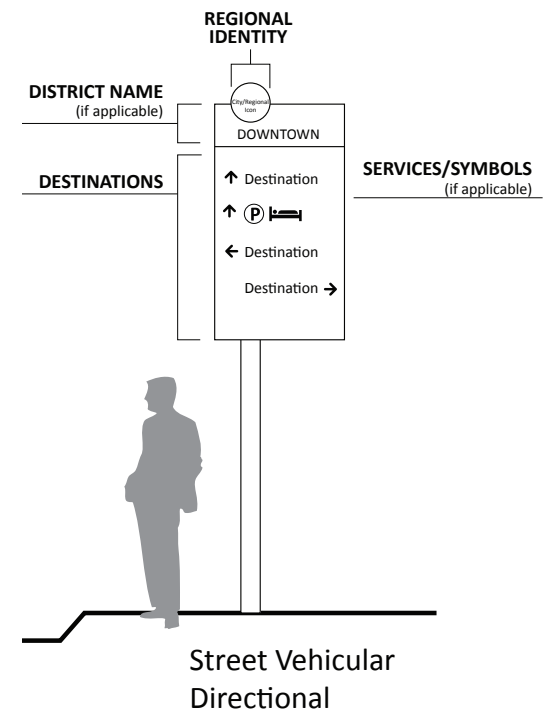 REGIONAL
IDENTITY
DISTRICT NAME
(if applicable)
City/Regional
Icon
DOWNTOWN
DESTINATIONS
SERVICES/SYMBOLS
(if applicable)
↑ Destination
↑ P
← Destination
Destination →
Street Vehicular
Directional